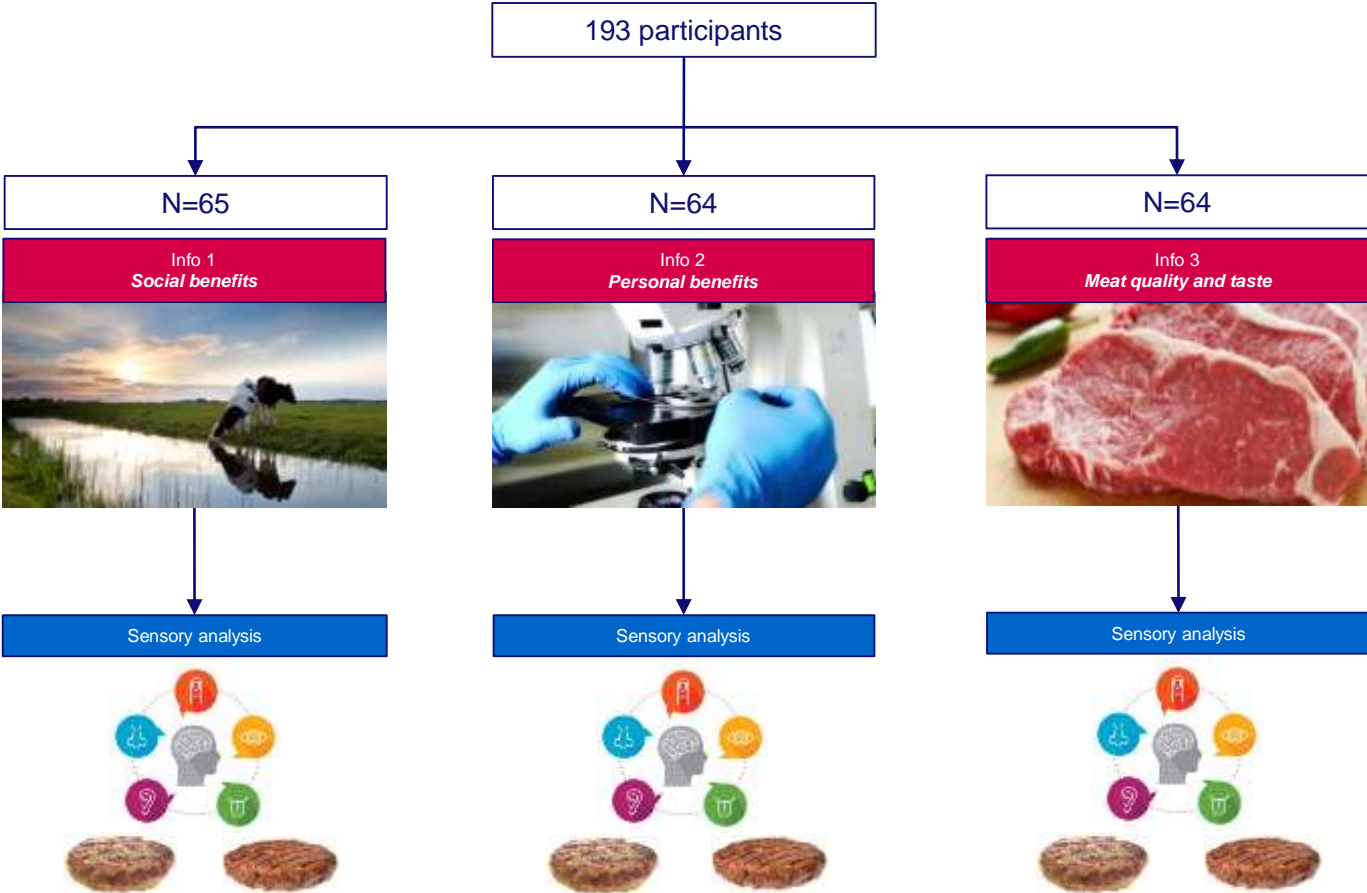 193 participants
N=65
N=64
N=64
Info 1
Social benefits
Info 2
Personal benefits
Info 3
Meat quality and taste
Sensory analysis
Sensory analysis
Sensory analysis